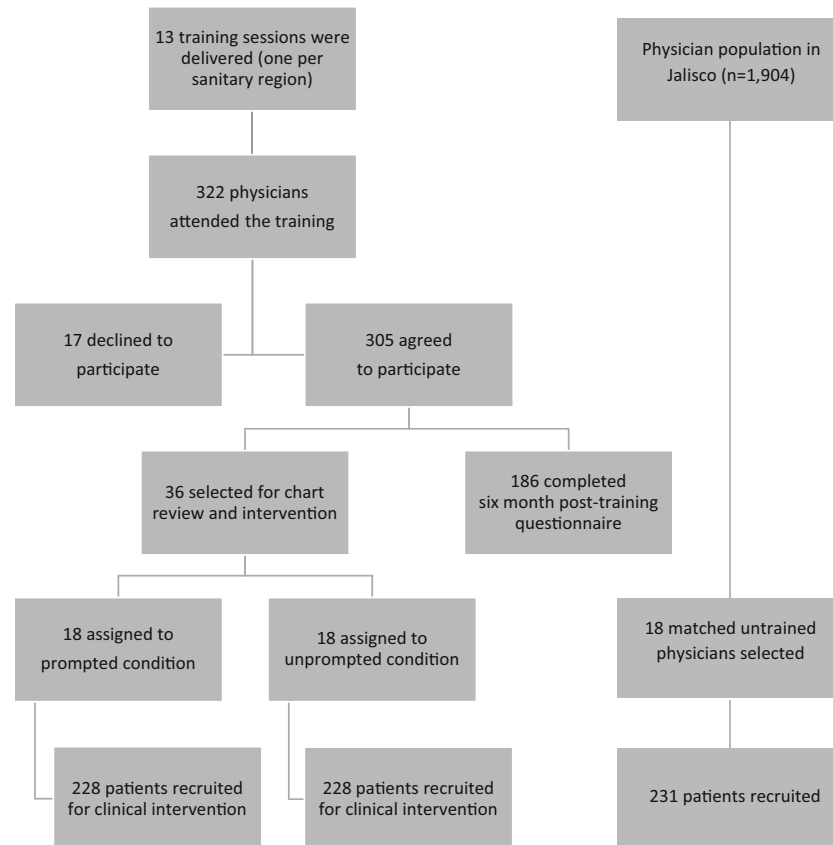 13 training sessions were
delivered (one per
sanitary region)
Physician population in
Jalisco (n=1,904)
322 physicians
attended the training
17 declined to
participate
305 agreed
to participate
36 selected for chart
review and intervention
186 completed
six month post-training
questionnaire
18 assigned to
prompted condition
18 assigned to
unprompted condition
18 matched untrained
physicians selected
228 patients recruited
for clinical intervention
228 patients recruited
for clinical intervention
231 patients recruited